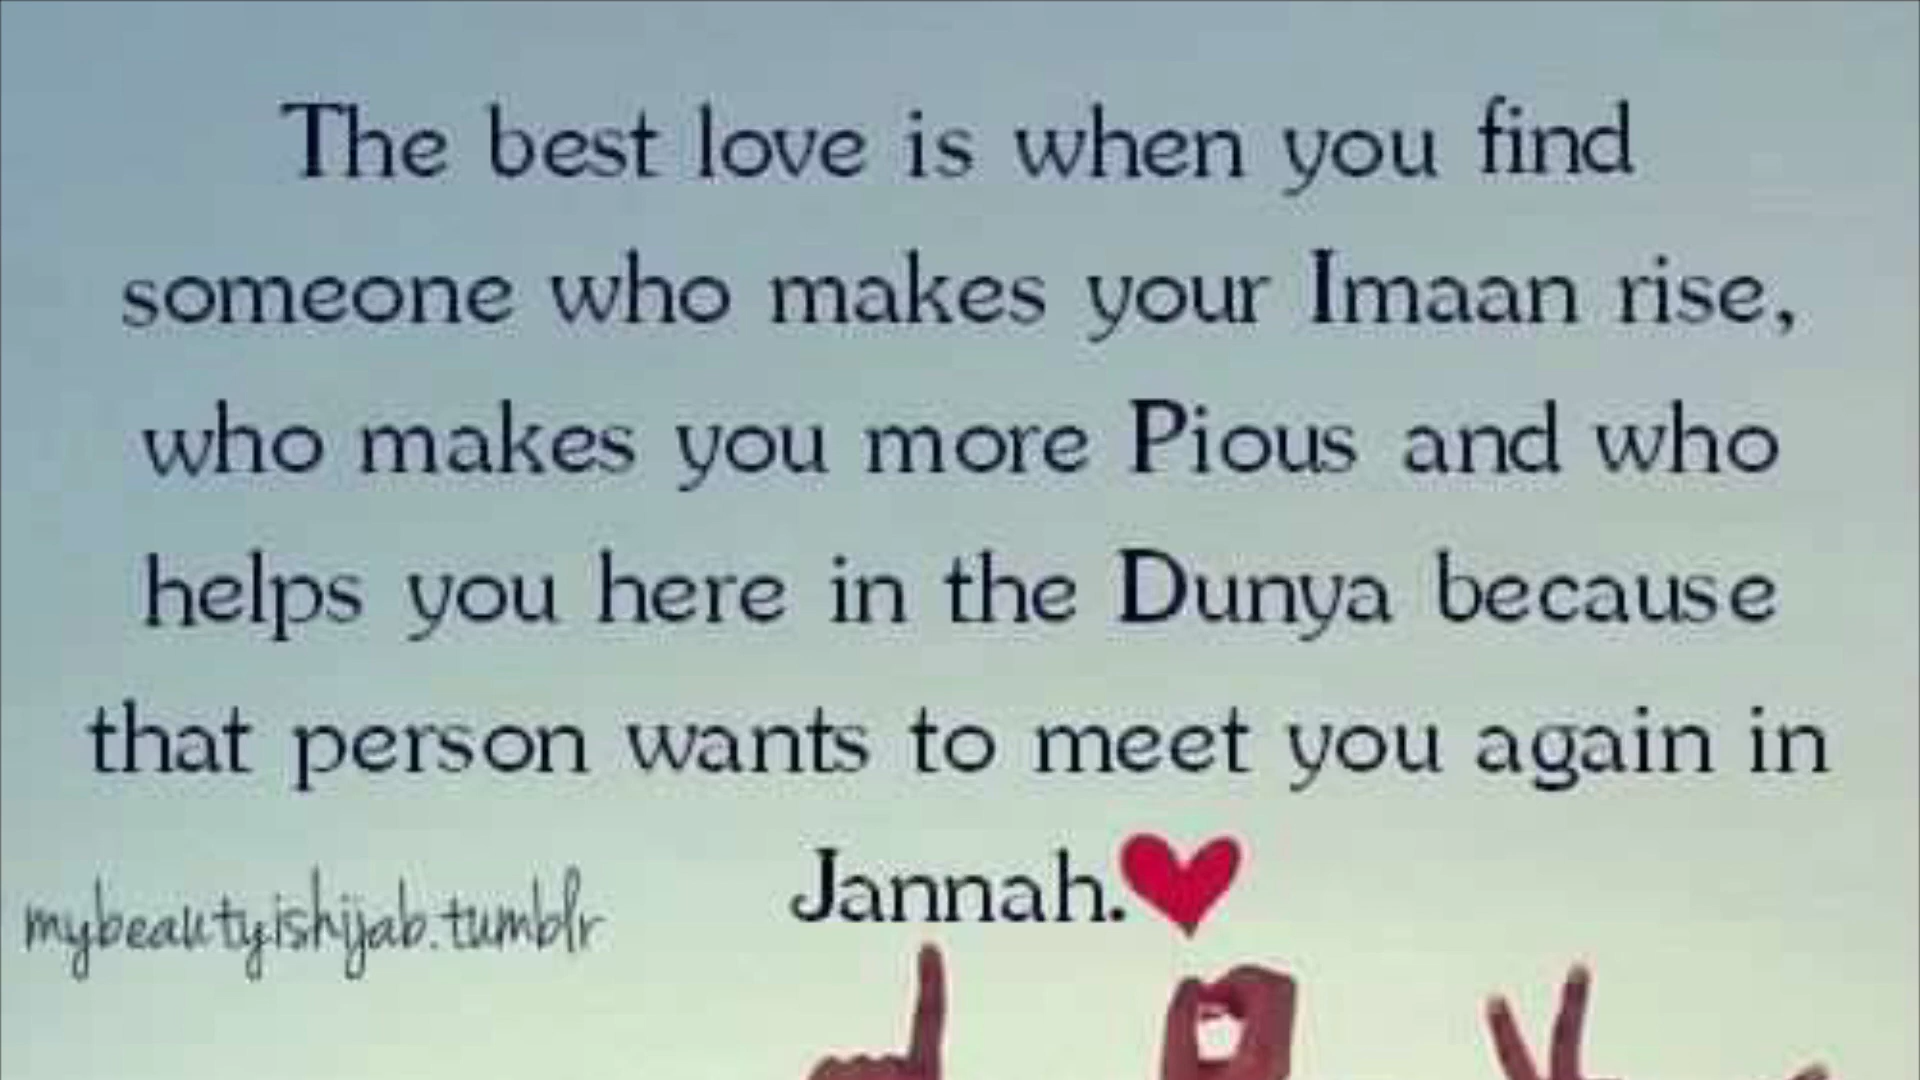 The best love is when you find
someone who makes your Imaan rise,
who makes you more Pious and who
helps you here in the Dunya because
that person wants to meet you again in
Jannah.
mybeautyishijab.tumblr